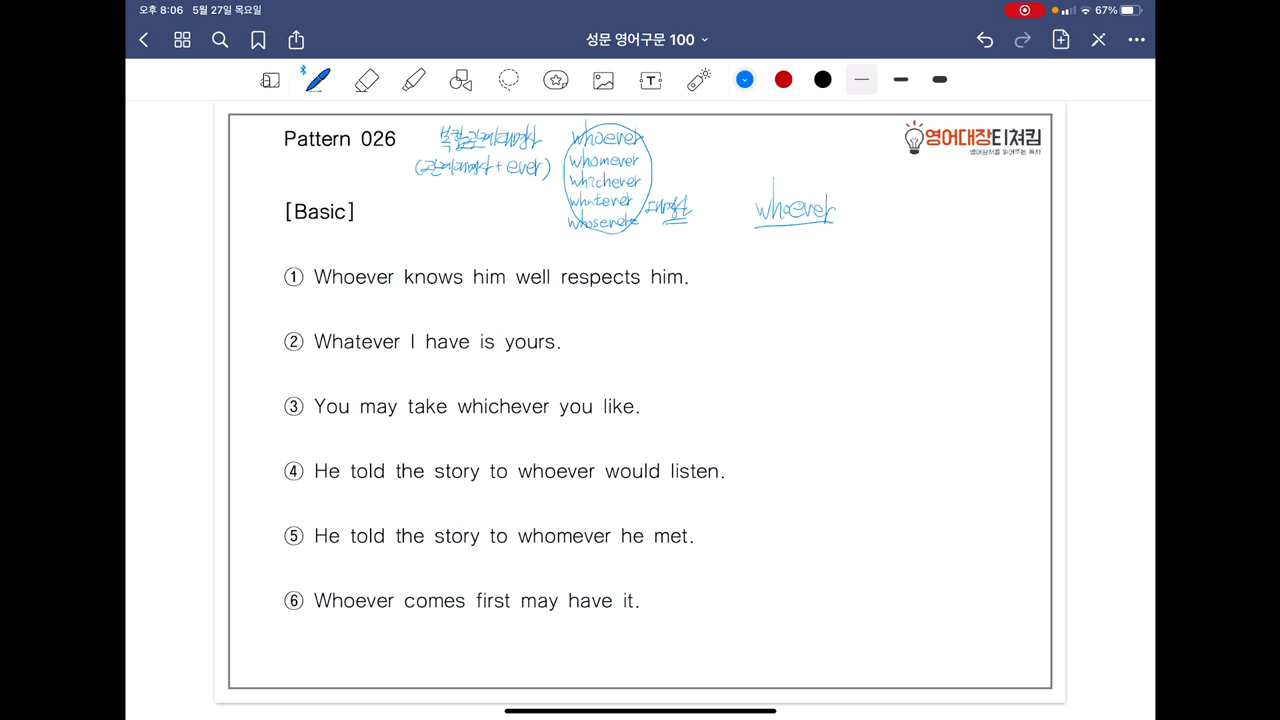 오후 8:06 5월 27일 목요일
67%
성문 영어구문 100
Pattern 026
복합관계대명사
(관계대명사 + ever)
whoever
whomever
whichever
whatever
whosever
whoever
영어대장티쳐킴
[Basic]
① Whoever knows him well respects him.
② Whatever I have is yours.
③ You may take whichever you like.
④ He told the story to whoever would listen.
⑤ He told the story to whomever he met.
⑥ Whoever comes first may have it.